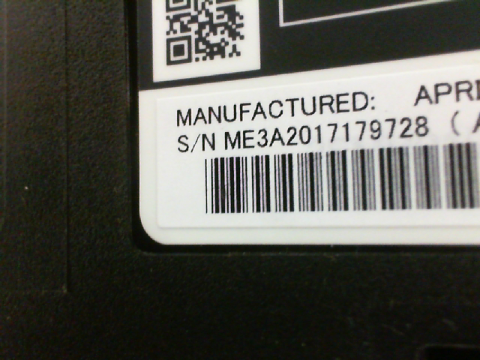 MANUFACTURED: APRI
S/N ME3A2017179728 ( A